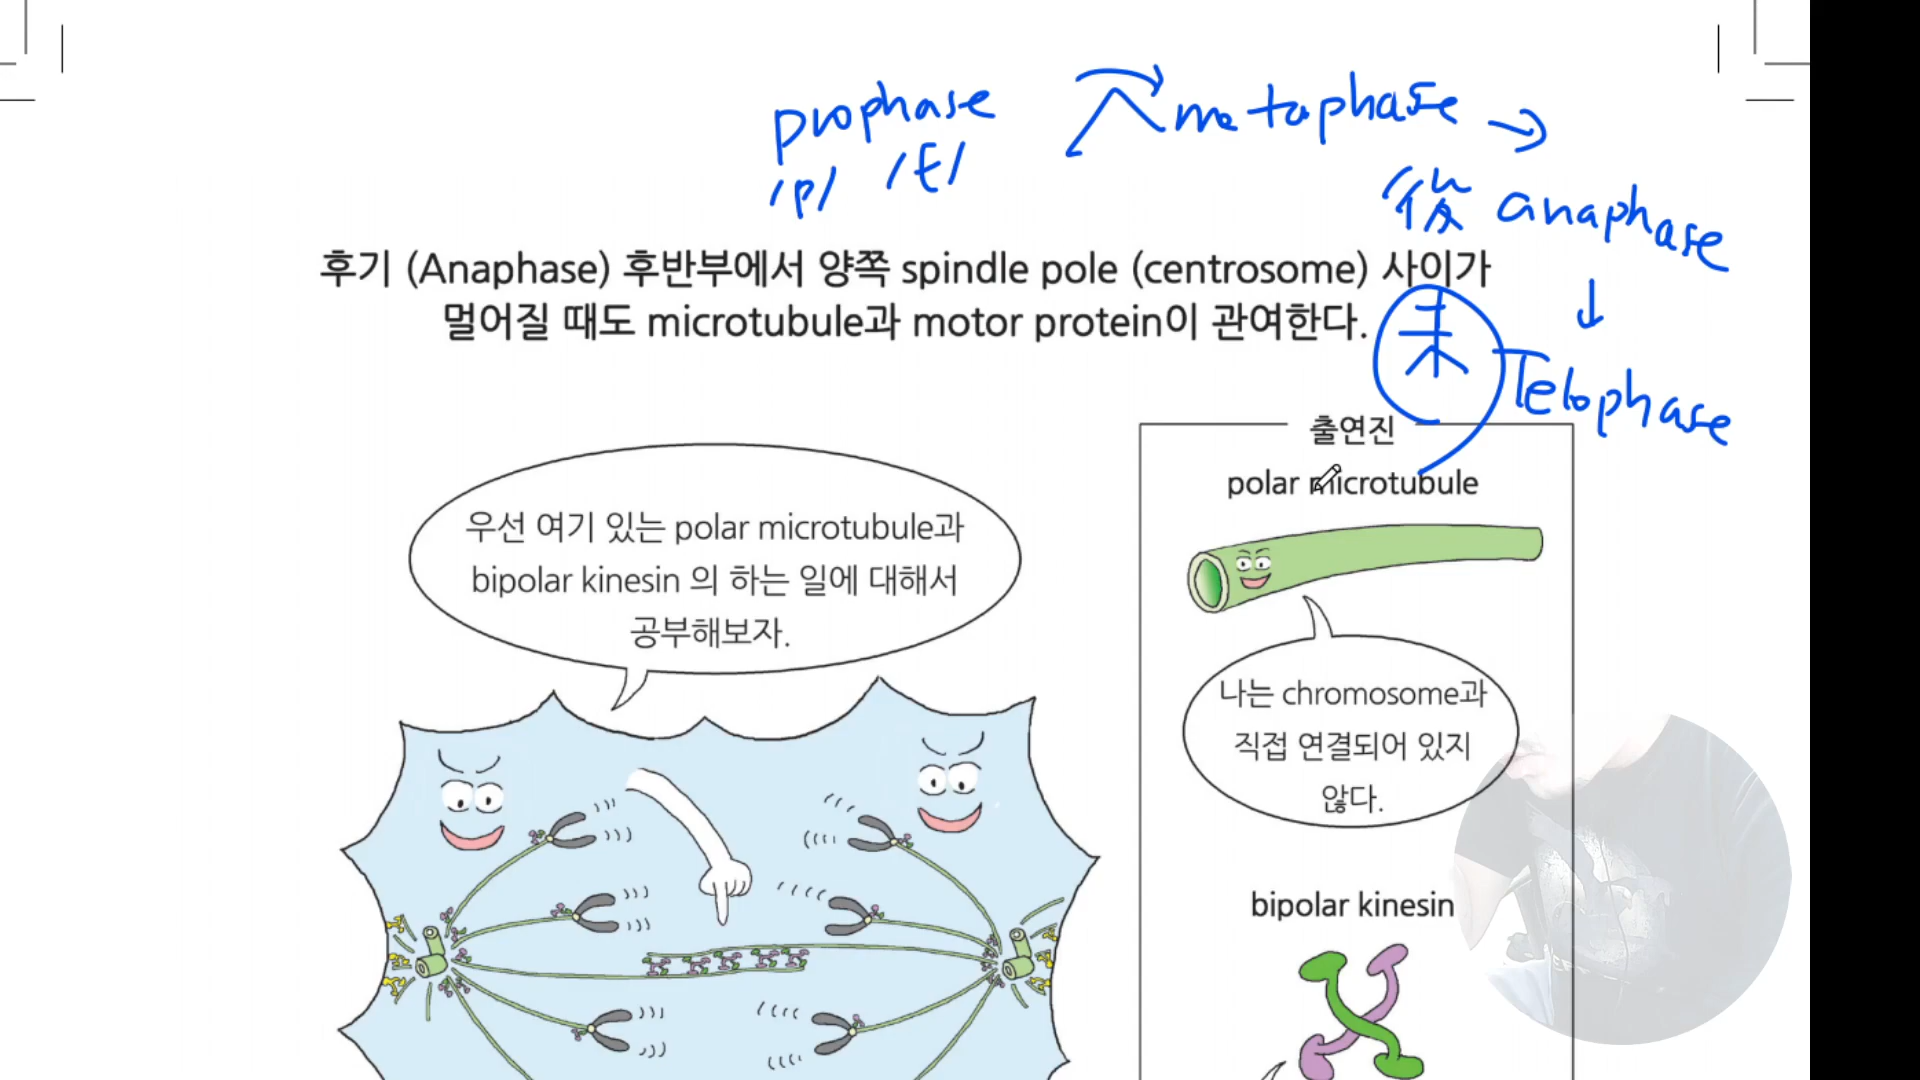 prophase
/p/ /f/
metaphase →
後 anaphase
↓
末 Telophase
후기 (Anaphase) 후반부에서 양쪽 spindle pole (centrosome) 사이가
멀어질 때도 microtubule과 motor protein이 관여한다.
우선 여기 있는 polar microtubule과
bipolar kinesin 의 하는 일에 대해서
공부해보자.
출연진
polar microtubule
나는 chromosome과
직접 연결되어 있지
않다.
bipolar kinesin